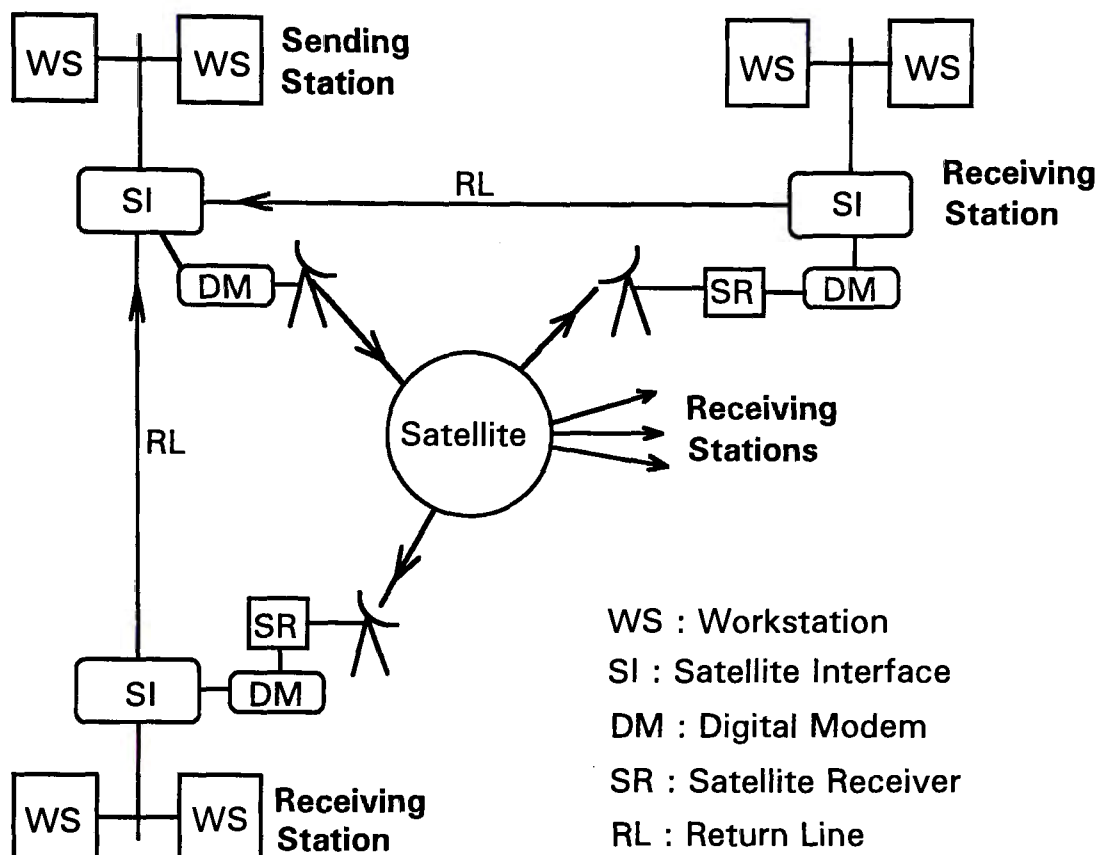 WS
WS
Sending
Station
WS
WS
SI
RL
SI
Receiving
Station
DM
SR
DM
RL
Satellite
Receiving
Stations
SR
SI
DM
WS
WS
Receiving
Station
WS : Workstation
SI : Satellite Interface
DM : Digital Modem
SR : Satellite Receiver
RL : Return Line